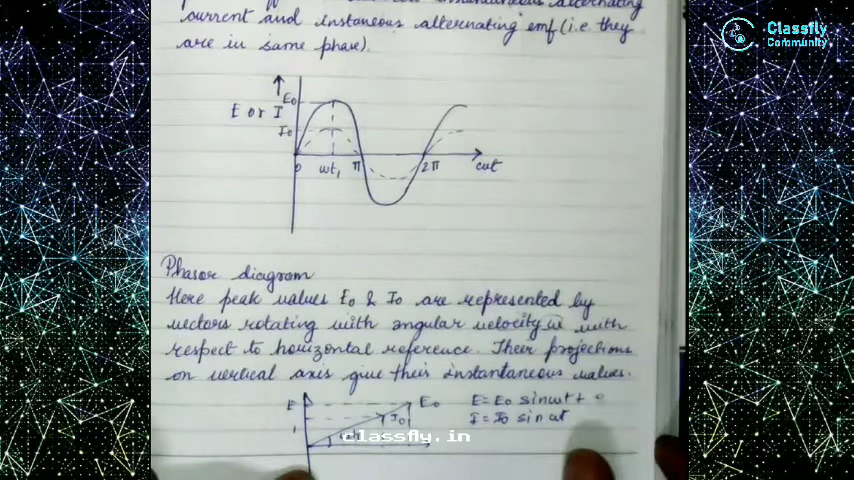 instantaneous alternating
current and instaneous alternating emf (i.e. they
are in same phase).
Classfly
Community
E0
E or I
I0
0 ωt1 π 2π ωt
Phasor diagram
Here peak values E0 & I0 are represented by
vectors rotating with angular velocity ω with
respect to horizontal reference. Their projections
on vertical axis give their instantaneous values.
E E0 E = E0 sin ωt
I I0 I = I0 sin ωt
ωt
classfly.in